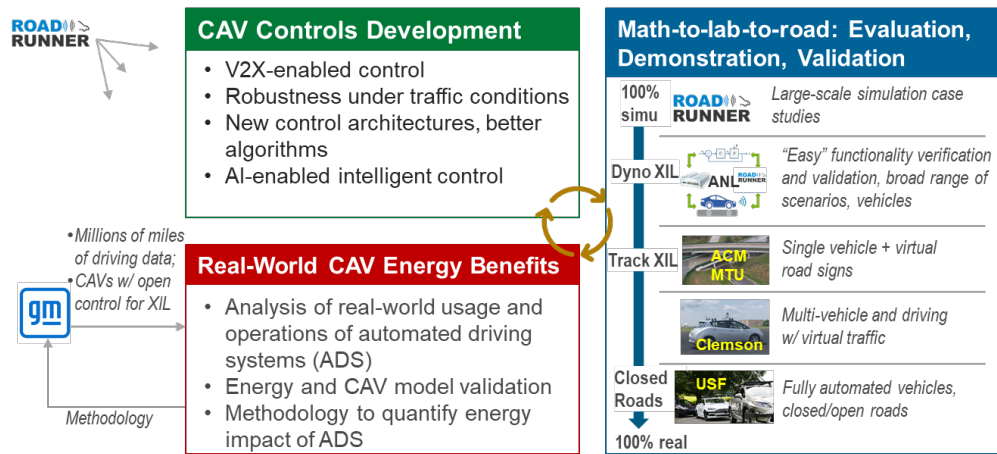 ROAD
RUNNER
CAV Controls Development
• V2X-enabled control
• Robustness under traffic conditions
• New control architectures, better
algorithms
• AI-enabled intelligent control
• Millions of miles
of driving data;
• CAVs w/ open
control for XIL
gm
Methodology
Real-World CAV Energy Benefits
• Analysis of real-world usage and
operations of automated driving
systems (ADS)
• Energy and CAV model validation
• Methodology to quantify energy
impact of ADS
Math-to-lab-to-road: Evaluation,
Demonstration, Validation
100%
simu
ROAD
RUNNER
Large-scale simulation case
studies
Dyno XIL
ANL
ROAD
RUNNER
“Easy” functionality verification
and validation, broad range of
scenarios, vehicles
Track XIL
ACM
MTU
Single vehicle + virtual
road signs
Clemson
Multi-vehicle and driving
w/ virtual traffic
Closed
Roads
USF
Fully automated vehicles,
closed/open roads
100% real